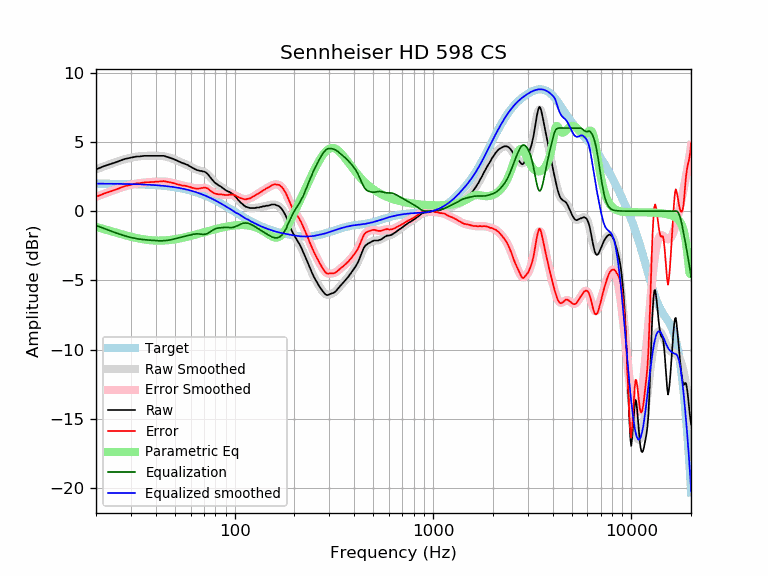 Sennheiser HD 598 CS
10
5
0
−5
−10
−15
−20
Amplitude (dBr)
Target
Raw Smoothed
Error Smoothed
Raw
Error
Parametric Eq
Equalization
Equalized smoothed
100 1000 10000
Frequency (Hz)